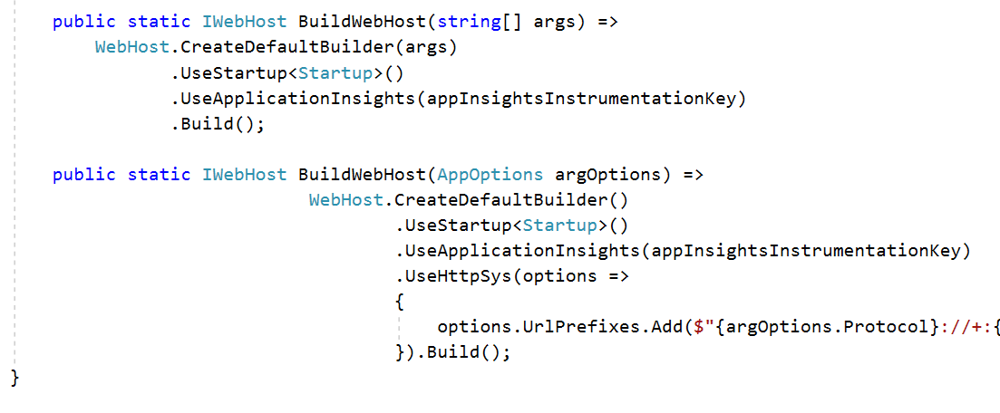 public static IWebHost BuildWebHost(string[] args) =>
WebHost.CreateDefaultBuilder(args)
.UseStartup<Startup>()
.UseApplicationInsights(appInsightsInstrumentationKey)
.Build();
public static IWebHost BuildWebHost(AppOptions argOptions) =>
WebHost.CreateDefaultBuilder()
.UseStartup<Startup>()
.UseApplicationInsights(appInsightsInstrumentationKey)
.UseHttpSys(options =>
{
options.UrlPrefixes.Add($"{argOptions.Protocol}://+:{
}).Build();
}